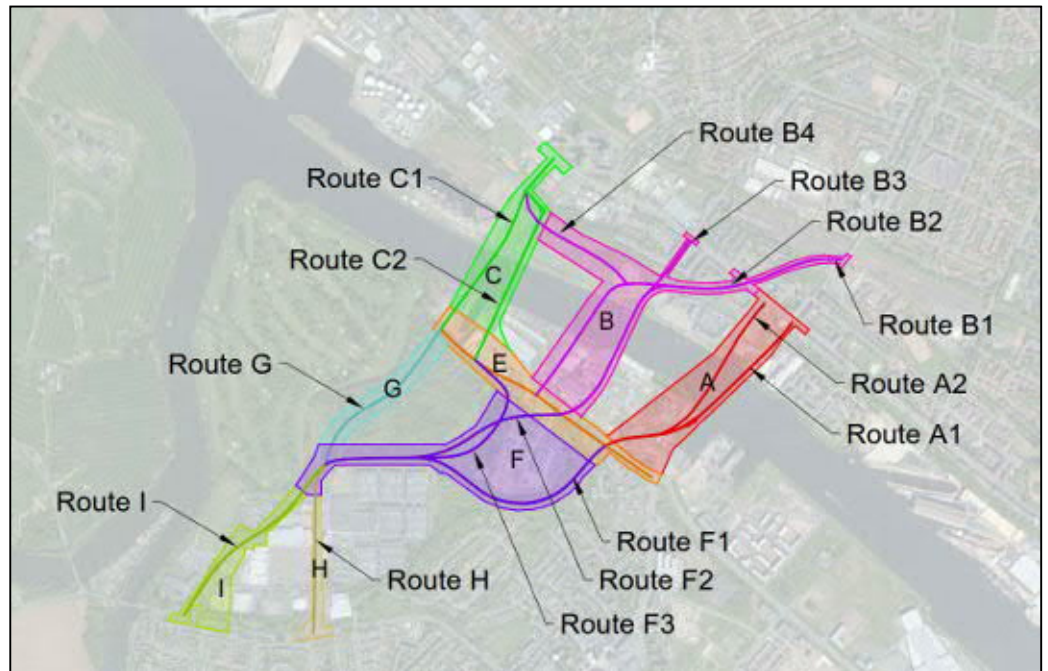 Route B4
Route C1
Route B3
Route B2
Route C2
C
B
Route B1
E
Route G
G
A
Route A2
Route A1
F
Route I
Route F1
H
Route H
I
Route F2
Route F3